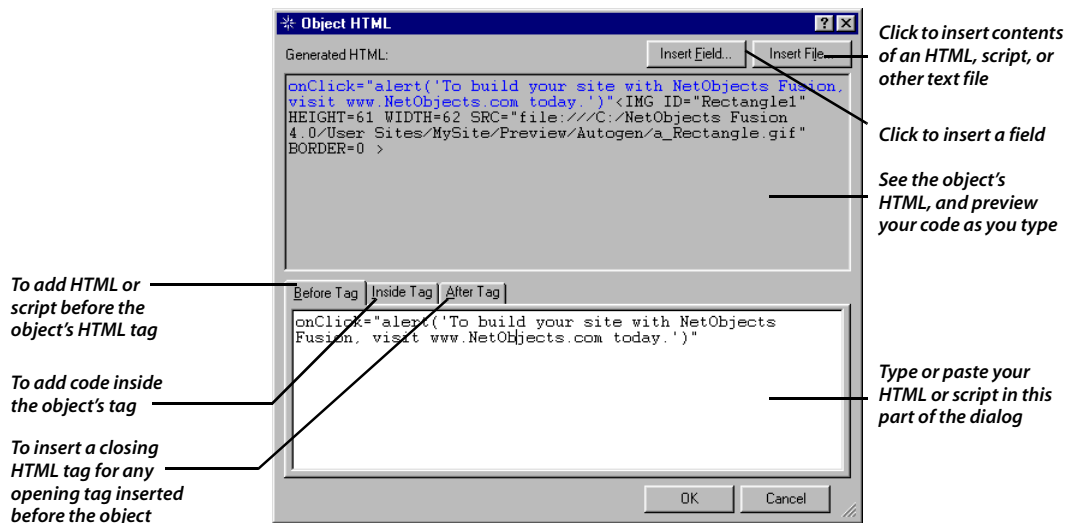 Object HTML
Generated HTML:
Insert Field...
Insert File...
onClick="alert('To build your site with NetObjects Fusion,
visit www.NetObjects.com today.')"<IMG ID="Rectangle1"
HEIGHT=61 WIDTH=62 SRC="file:///C:/NetObjects Fusion
4.0/User Sites/MySite/Preview/Autogen/a_Rectangle.gif"
BORDER=0 >
Before Tag
Inside Tag
After Tag
onClick="alert('To build your site with NetObjects
Fusion, visit www.NetObjects.com today.')"
OK
Cancel
To add HTML or
script before the
object's HTML tag
To add code inside
the object's tag
To insert a closing
HTML tag for any
opening tag inserted
before the object
Click to insert contents
of an HTML, script, or
other text file
Click to insert a field
See the object's
HTML, and preview
your code as you type
Type or paste your
HTML or script in this
part of the dialog